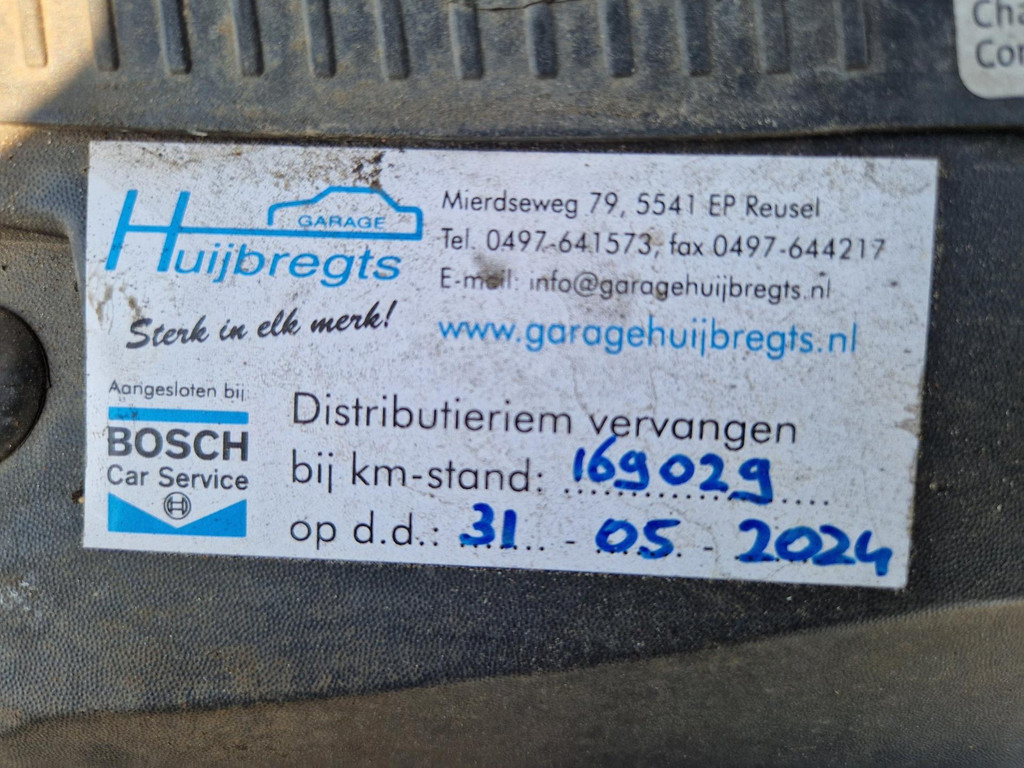 Cha
Con
GARAGE
Huijbregts
Sterk in elk merk!
Mierdseweg 79, 5541 EP Reusel
Tel. 0497-641573, fax 0497-644217
E-mail: info@garagehuijbregts.nl
www.garagehuijbregts.nl
Aangesloten bij:
BOSCH
Car Service
Distributieriem vervangen
bij km-stand: 169029
op d.d.: 31 - 05 - 2024